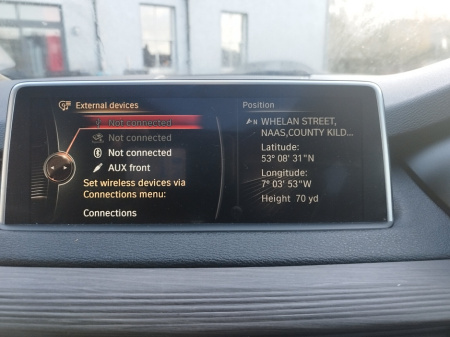 External devices
Not connected
Not connected
Not connected
AUX front
Set wireless devices via
Connections menu:
Connections
Position
N WHELAN STREET,
NAAS,COUNTY KILD...
Latitude:
53° 08' 31"N
Longitude:
7° 03' 53"W
Height 70 yd